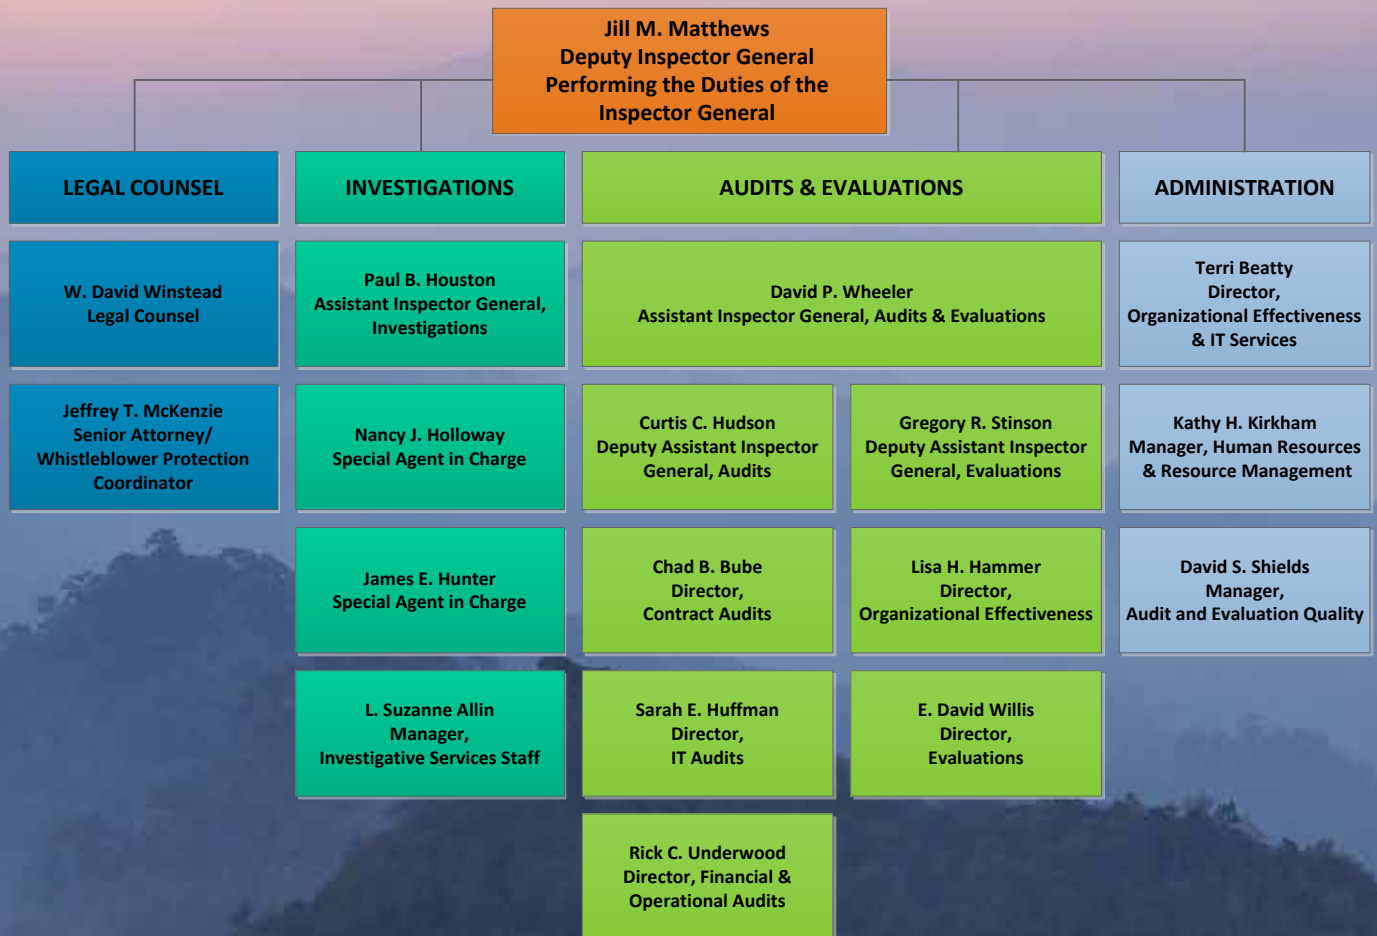 Jill M. Matthews
Deputy Inspector General
Performing the Duties of the
Inspector General
LEGAL COUNSEL
INVESTIGATIONS
AUDITS & EVALUATIONS
ADMINISTRATION
W. David Winstead
Legal Counsel
Paul B. Houston
Assistant Inspector General,
Investigations
David P. Wheeler
Assistant Inspector General, Audits & Evaluations
Terri Beatty
Director,
Organizational Effectiveness
& IT Services
Jeffrey T. McKenzie
Senior Attorney/
Whistleblower Protection
Coordinator
Nancy J. Holloway
Special Agent in Charge
Curtis C. Hudson
Deputy Assistant Inspector
General, Audits
Gregory R. Stinson
Deputy Assistant Inspector
General, Evaluations
Kathy H. Kirkham
Manager, Human Resources
& Resource Management
James E. Hunter
Special Agent in Charge
Chad B. Bube
Director,
Contract Audits
Lisa H. Hammer
Director,
Organizational Effectiveness
David S. Shields
Manager,
Audit and Evaluation Quality
L. Suzanne Allin
Manager,
Investigative Services Staff
Sarah E. Huffman
Director,
IT Audits
E. David Willis
Director,
Evaluations
Rick C. Underwood
Director, Financial &
Operational Audits